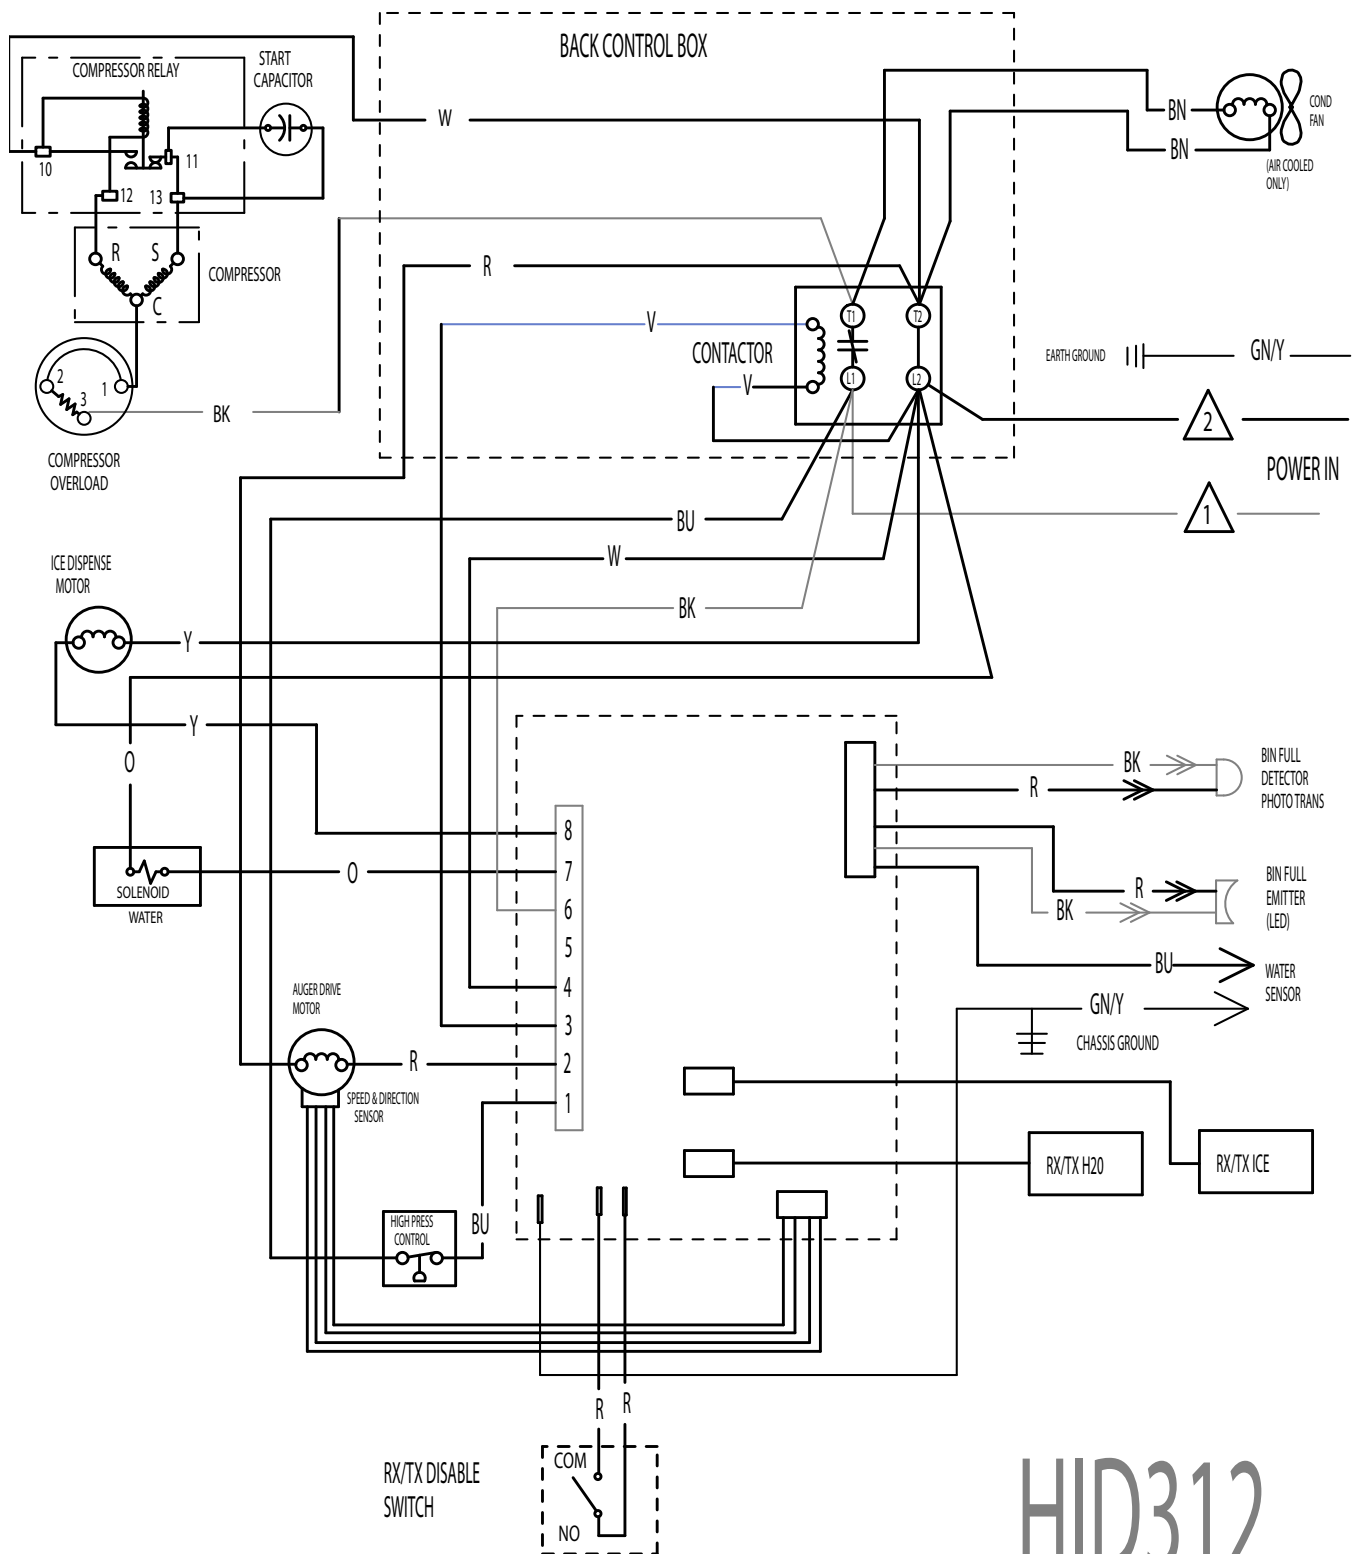 BACK CONTROL BOX
START
CAPACITOR
COMPRESSOR RELAY
W
BN
BN
COND
FAN
(AIR COOLED
ONLY)
10
11
12
13
R
S
C
COMPRESSOR
R
V
T1
T2
CONTACTOR
V
L1
L2
EARTH GROUND
GN/Y
2
1
3
BK
COMPRESSOR
OVERLOAD
2
POWER IN
1
BU
W
BK
ICE DISPENSE
MOTOR
Y
Y
O
BK
R
BIN FULL
DETECTOR
PHOTO TRANS
8
7
6
5
4
3
2
1
O
SOLENOID
WATER
R
BK
BIN FULL
EMITTER
(LED)
BU
WATER
SENSOR
GN/Y
CHASSIS GROUND
AUGER DRIVE
MOTOR
R
SPEED & DIRECTION
SENSOR
RX/TX H20
RX/TX ICE
HIGH PRESS
CONTROL
BU
R
R
RX/TX DISABLE
SWITCH
COM
NO
HID312